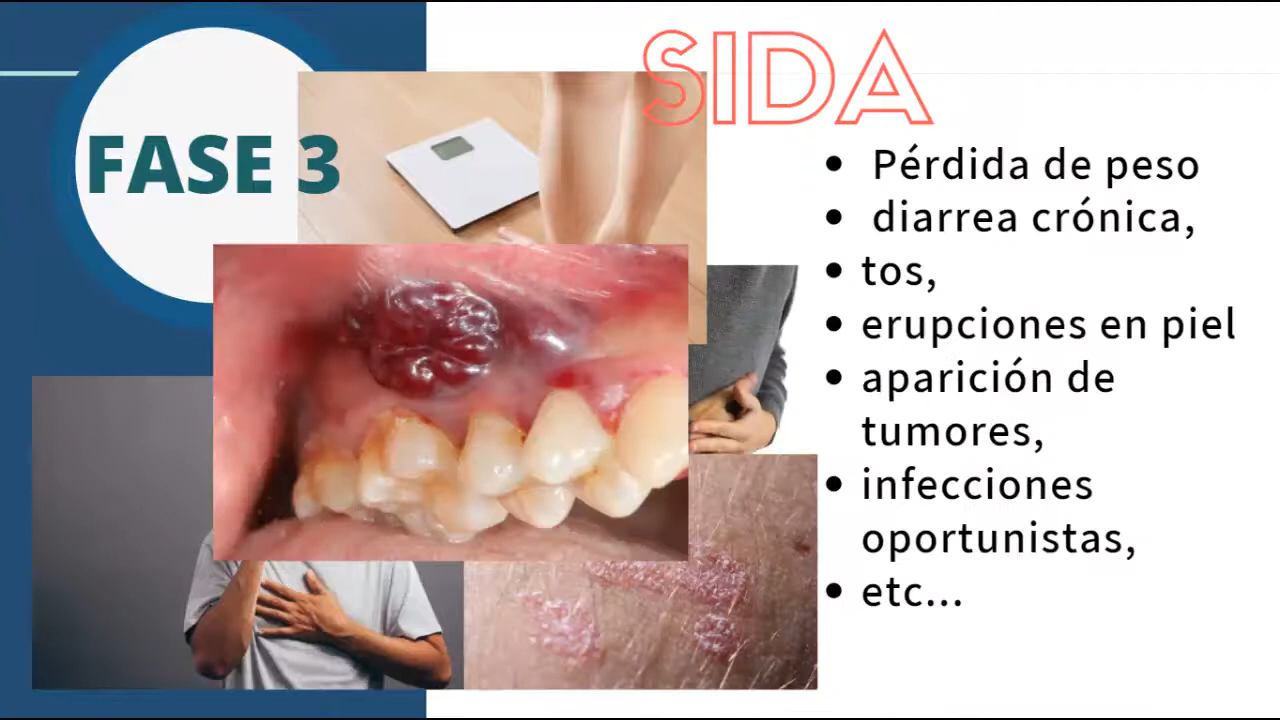 FASE 3
SIDA
• Pérdida de peso
• diarrea crónica,
• tos,
• erupciones en piel
• aparición de
tumores,
• infecciones
oportunistas,
• etc...